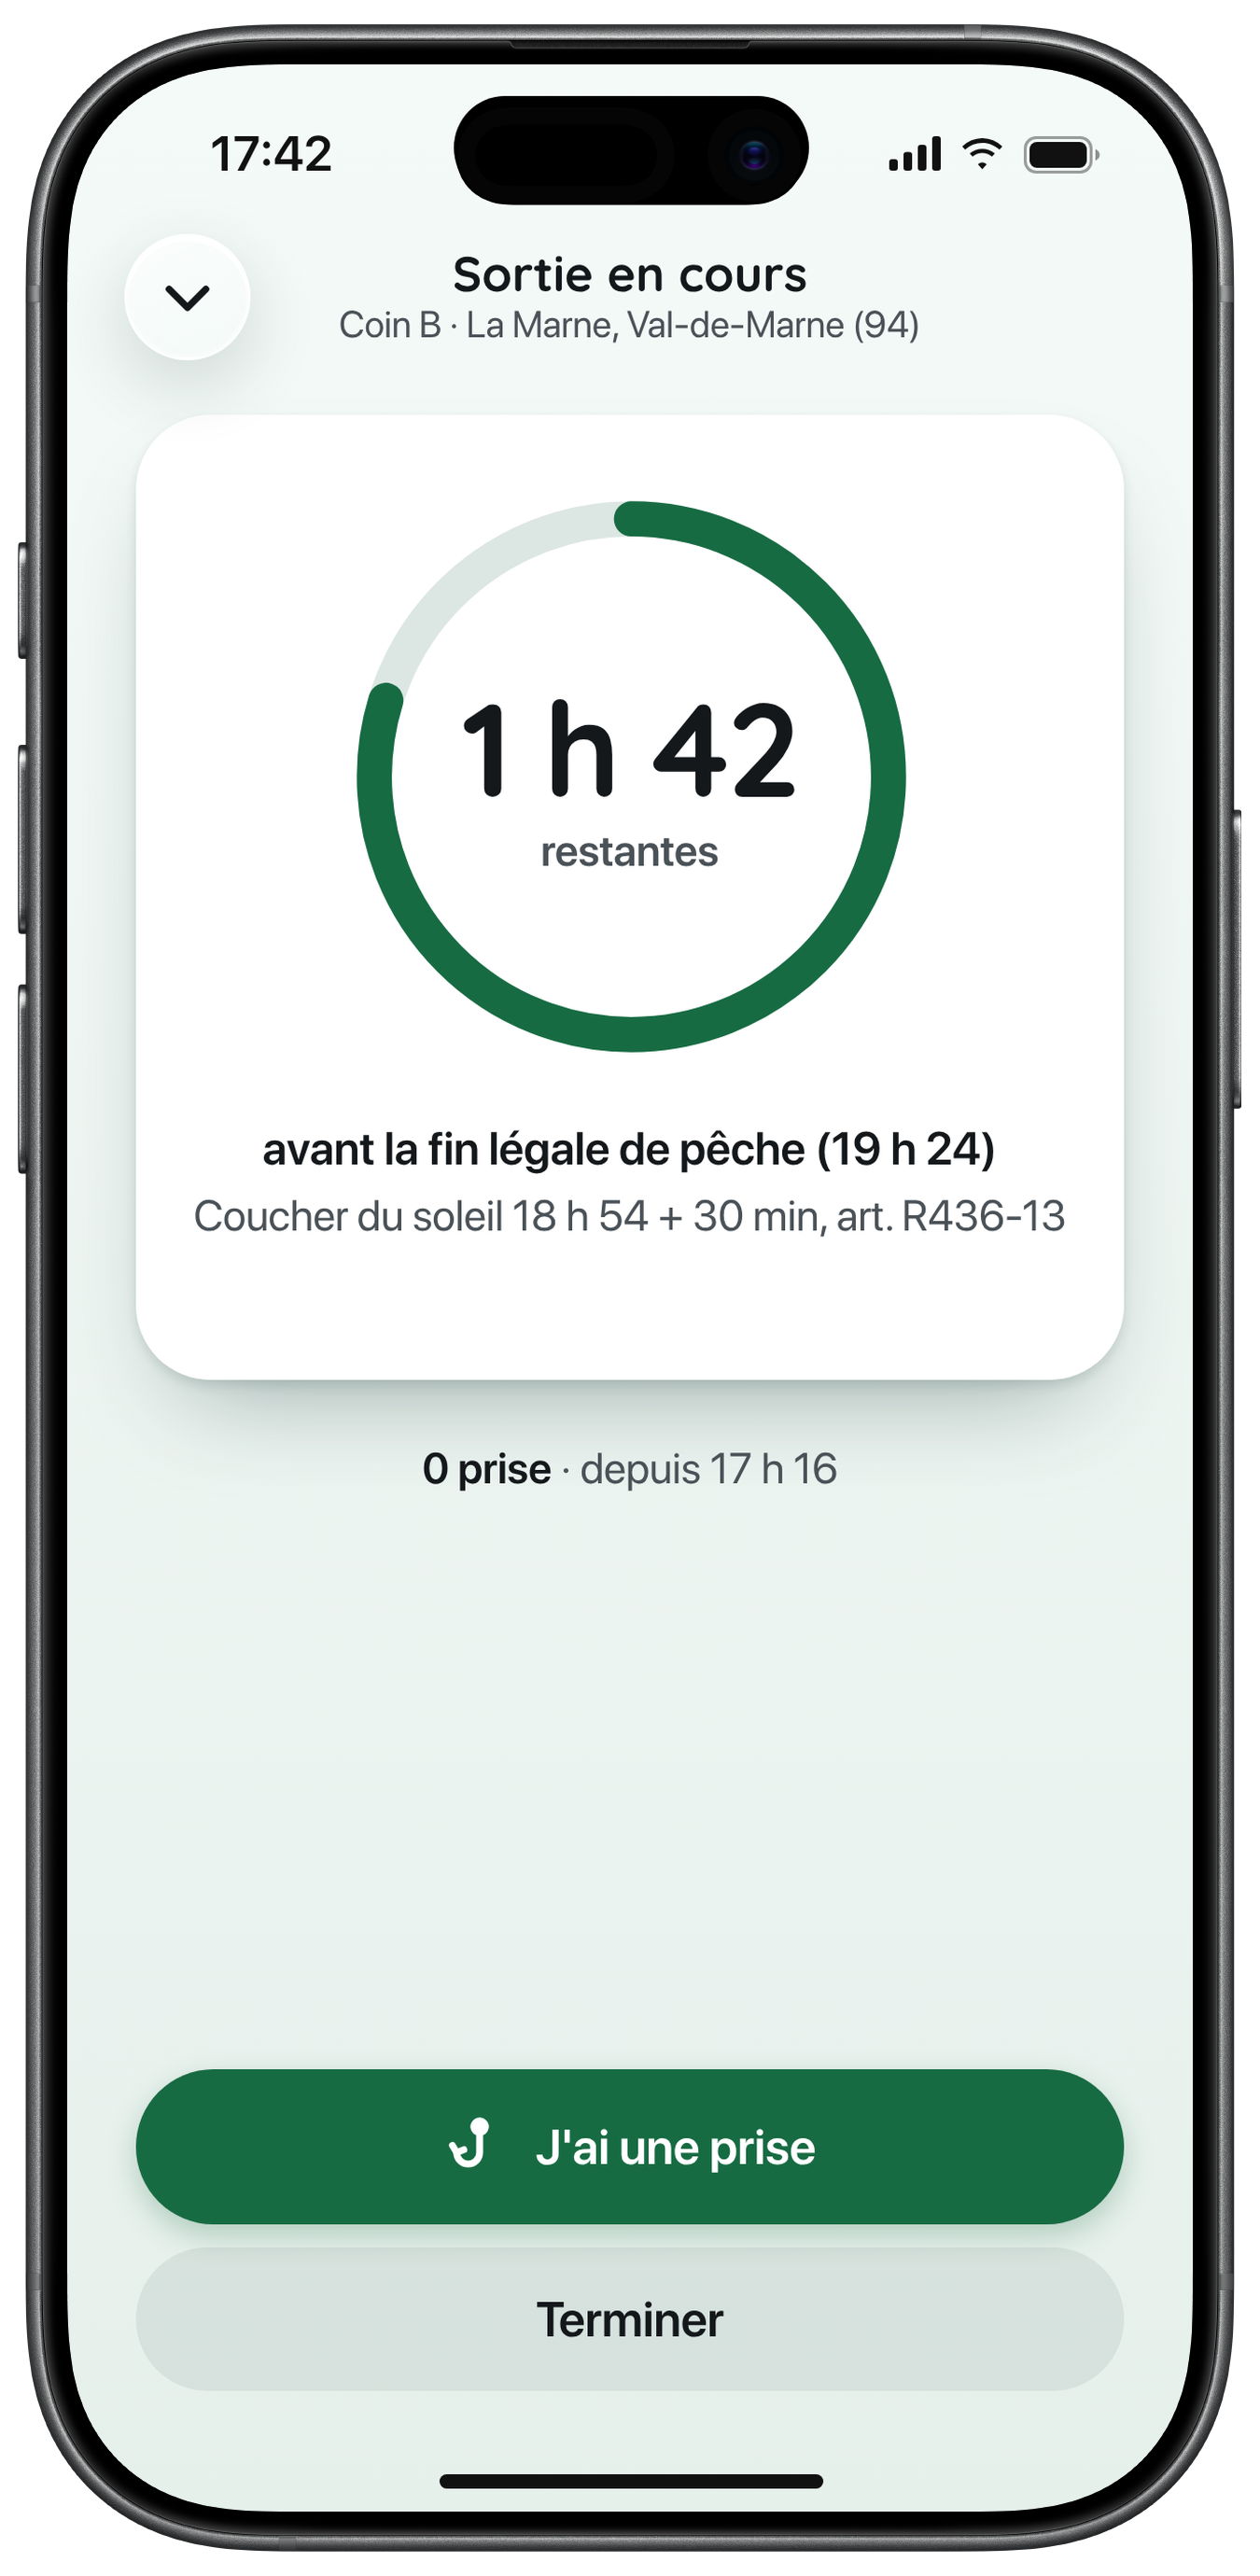 17:42
Sortie en cours
Coin B · La Marne, Val-de-Marne (94)
1 h 42
restantes
avant la fin légale de pêche (19 h 24)
Coucher du soleil 18 h 54 + 30 min, art. R436-13
0 prise · depuis 17 h 16
J'ai une prise
Terminer